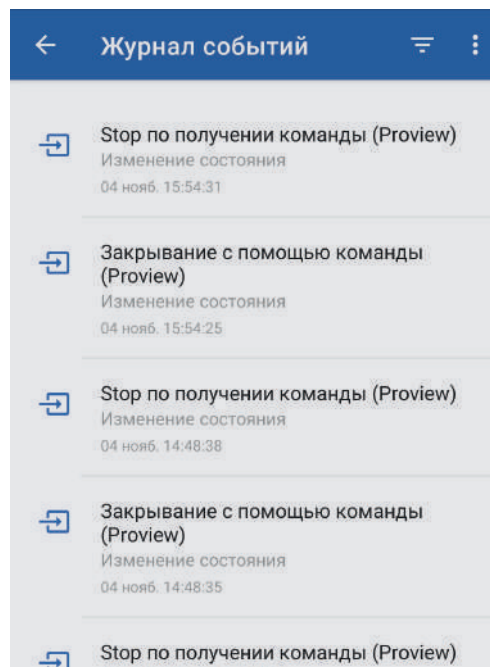 Журнал событий
Stop по получении команды (Proview)
Изменение состояния
04 нояб. 15:54:31
Закрывание с помощью команды
(Proview)
Изменение состояния
04 нояб. 15:54:25
Stop по получении команды (Proview)
Изменение состояния
04 нояб. 14:48:38
Закрывание с помощью команды
(Proview)
Изменение состояния
04 нояб. 14:48:35
Stop по получении команды (Proview)